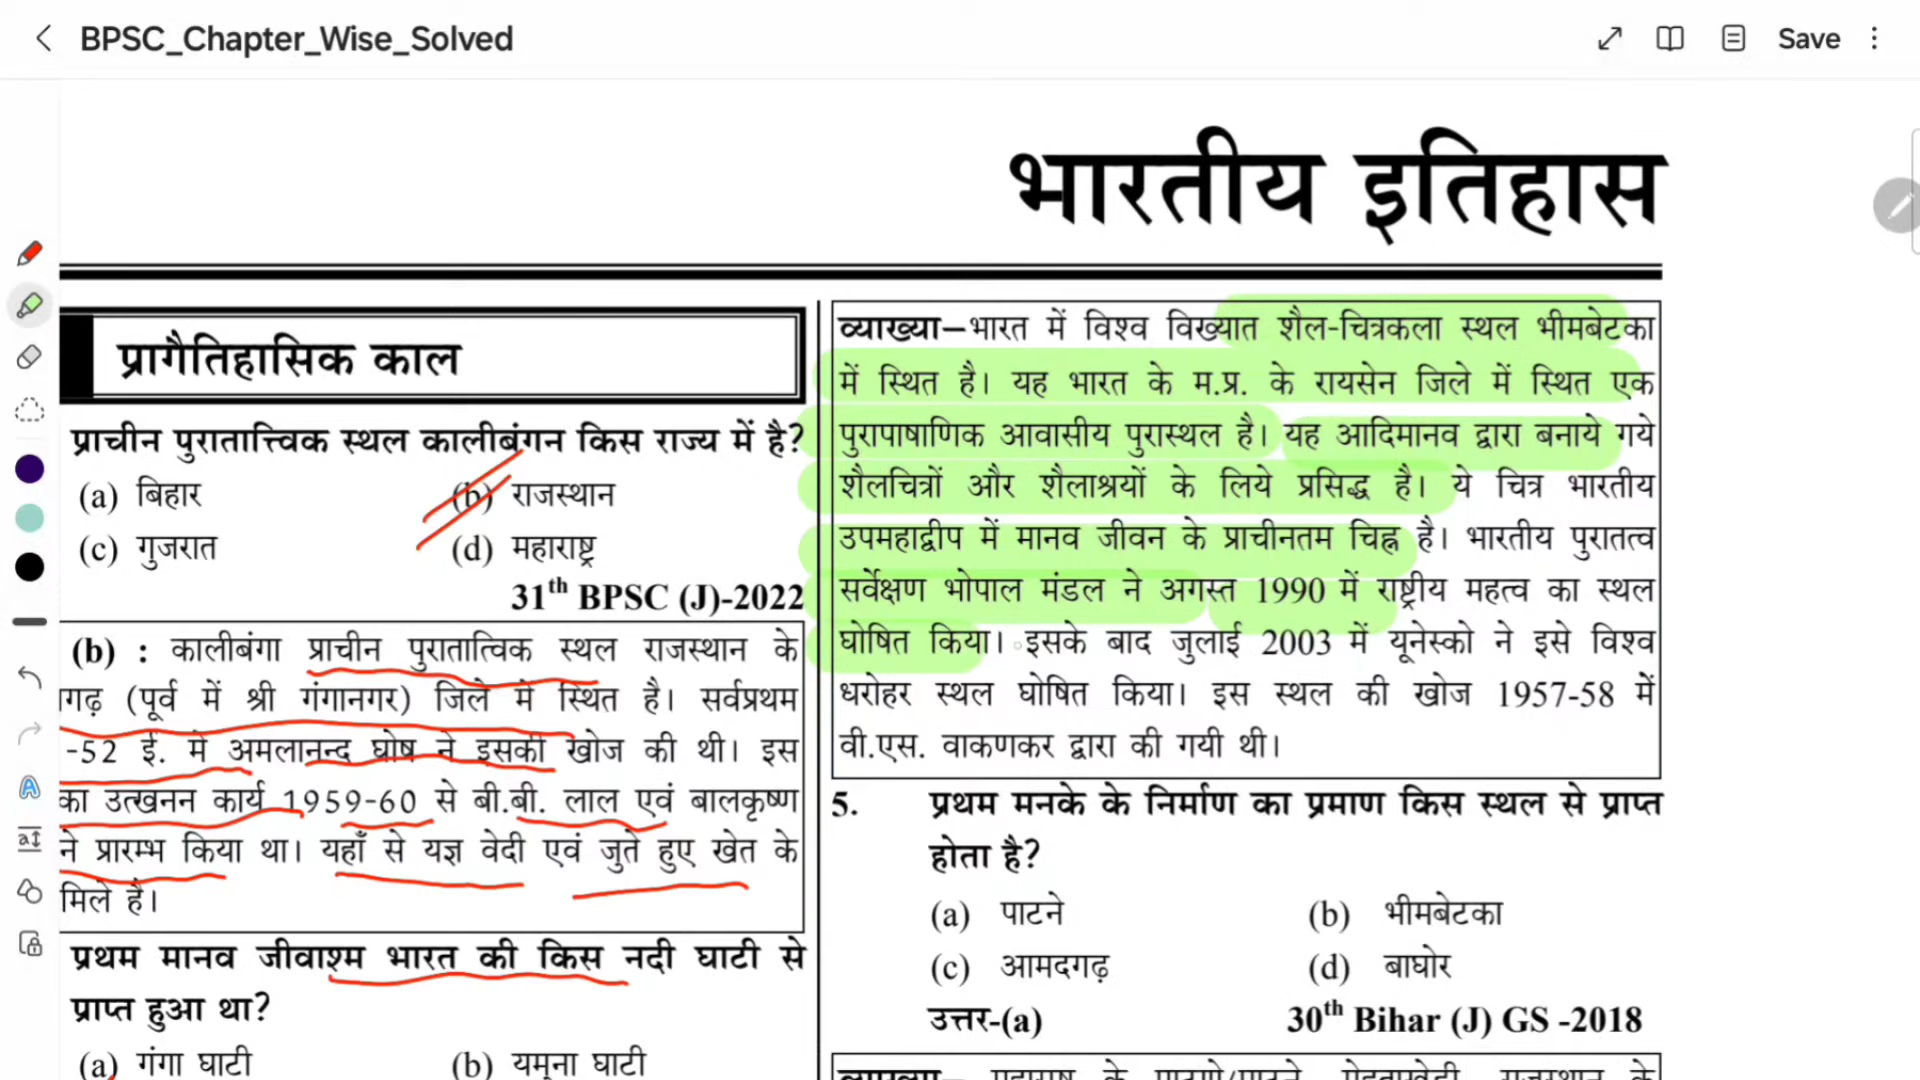 BPSC_Chapter_Wise_Solved
Save
भारतीय इतिहास
प्रागैतिहासिक काल
प्राचीन पुरातात्त्विक स्थल कालीबंगन किस राज्य में है?
(a) बिहार (b) राजस्थान
(c) गुजरात (d) महाराष्ट्र
31th BPSC (J)-2022
(b) : कालीबंगा प्राचीन पुरातात्विक स्थल राजस्थान के
गढ़ (पूर्व में श्री गंगानगर) जिले में स्थित है। सर्वप्रथम
-52 ई. में अमलानन्द घोष ने इसकी खोज की थी। इस
का उत्खनन कार्य 1959-60 से बी.बी. लाल एवं बालकृष्ण
ने प्रारम्भ किया था। यहाँ से यज्ञ वेदी एवं जुते हुए खेत के
मिले है।
प्रथम मानव जीवाश्म भारत की किस नदी घाटी से
प्राप्त हुआ था?
(a) गंगा घाटी (b) यमुना घाटी
व्याख्या–भारत में विश्व विख्यात शैल-चित्रकला स्थल भीमबेटका
में स्थित है। यह भारत के म.प्र. के रायसेन जिले में स्थित एक
पुरापाषाणिक आवासीय पुरास्थल है। यह आदिमानव द्वारा बनाये गये
शैलचित्रों और शैलाश्रयों के लिये प्रसिद्ध है। ये चित्र भारतीय
उपमहाद्वीप में मानव जीवन के प्राचीनतम चिह्न है। भारतीय पुरातत्व
सर्वेक्षण भोपाल मंडल ने अगस्त 1990 में राष्ट्रीय महत्व का स्थल
घोषित किया। इसके बाद जुलाई 2003 में यूनेस्को ने इसे विश्व
धरोहर स्थल घोषित किया। इस स्थल की खोज 1957-58 में
वी.एस. वाकणकर द्वारा की गयी थी।
5. प्रथम मनके के निर्माण का प्रमाण किस स्थल से प्राप्त
होता है?
(a) पाटने (b) भीमबेटका
(c) आमदगढ़ (d) बाघोर
उत्तर-(a) 30th Bihar (J) GS -2018